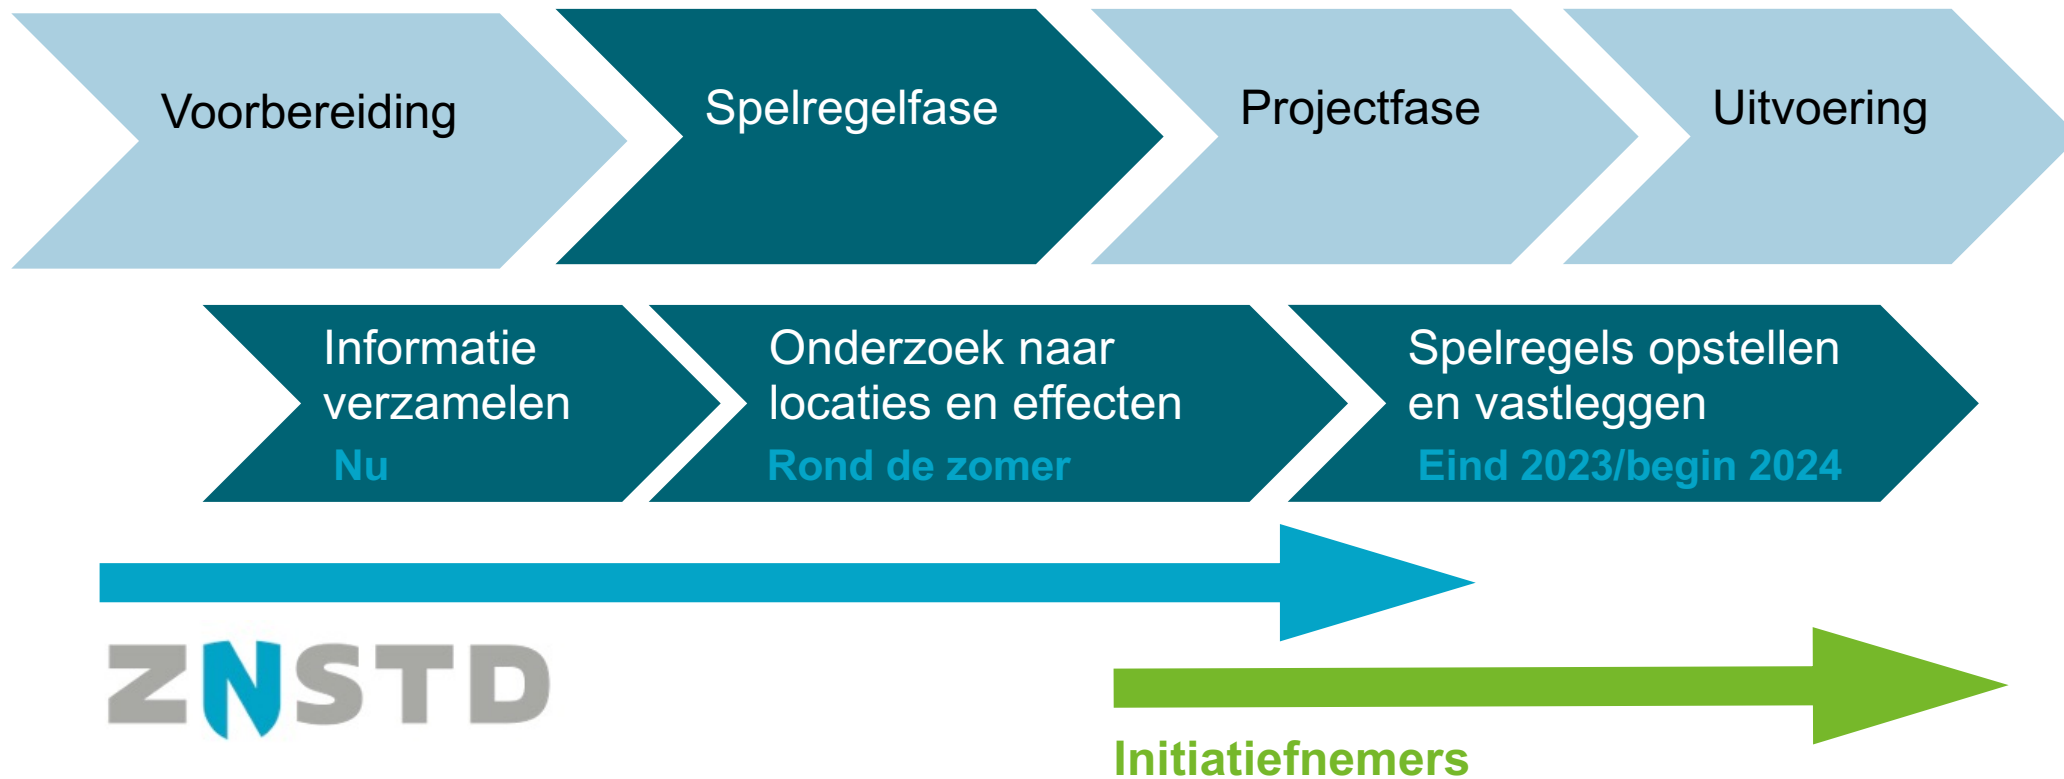 Voorbereiding
Spelregelfase
Projectfase
Uitvoering
Informatie
verzamelen
Nu
Onderzoek naar
locaties en effecten
Rond de zomer
Spelregels opstellen
en vastleggen
Eind 2023/begin 2024
ZNSTD
Initiatiefnemers